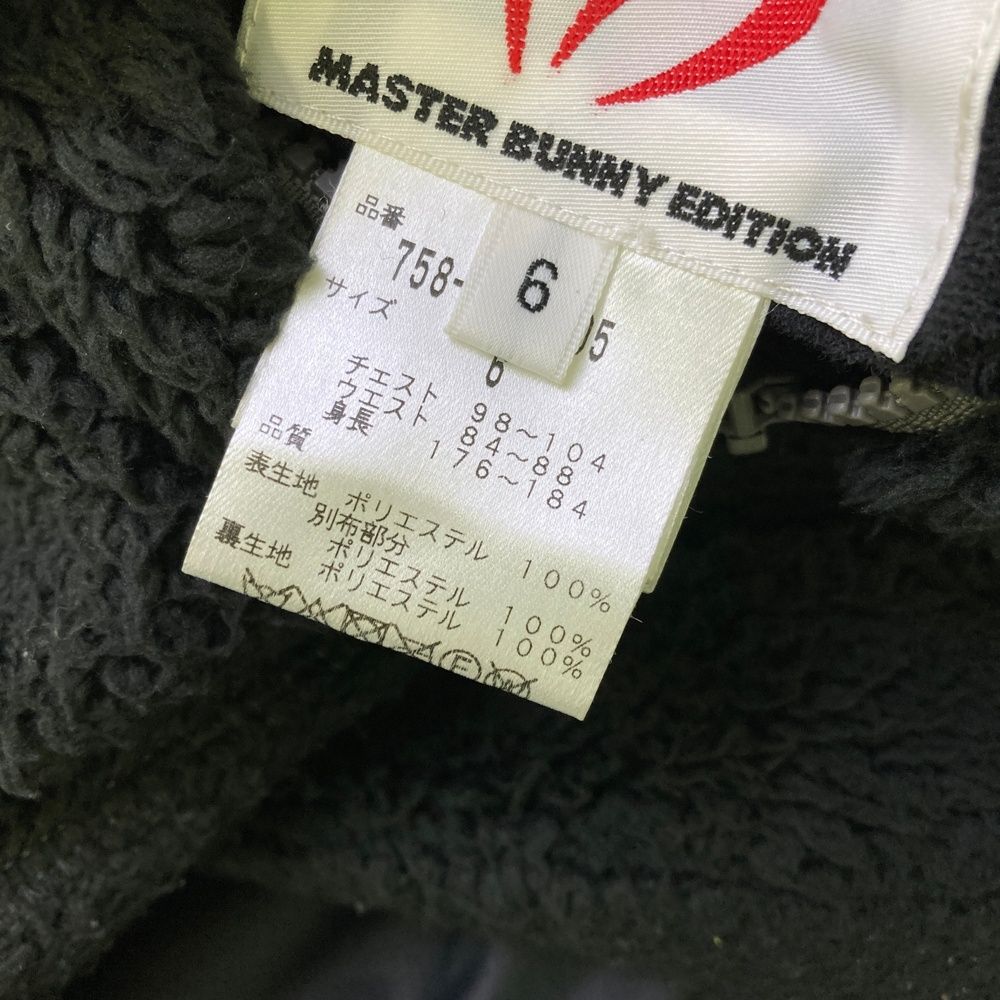 MASTER BUNNY EDITION
品番
758-
6
05
サイズ
6
チェスト 98～104
ウエスト 84～88
身長 176～184
品質
表生地 ポリエステル 100%
別布部分
ポリエステル 100%
裏生地 ポリエステル 100%